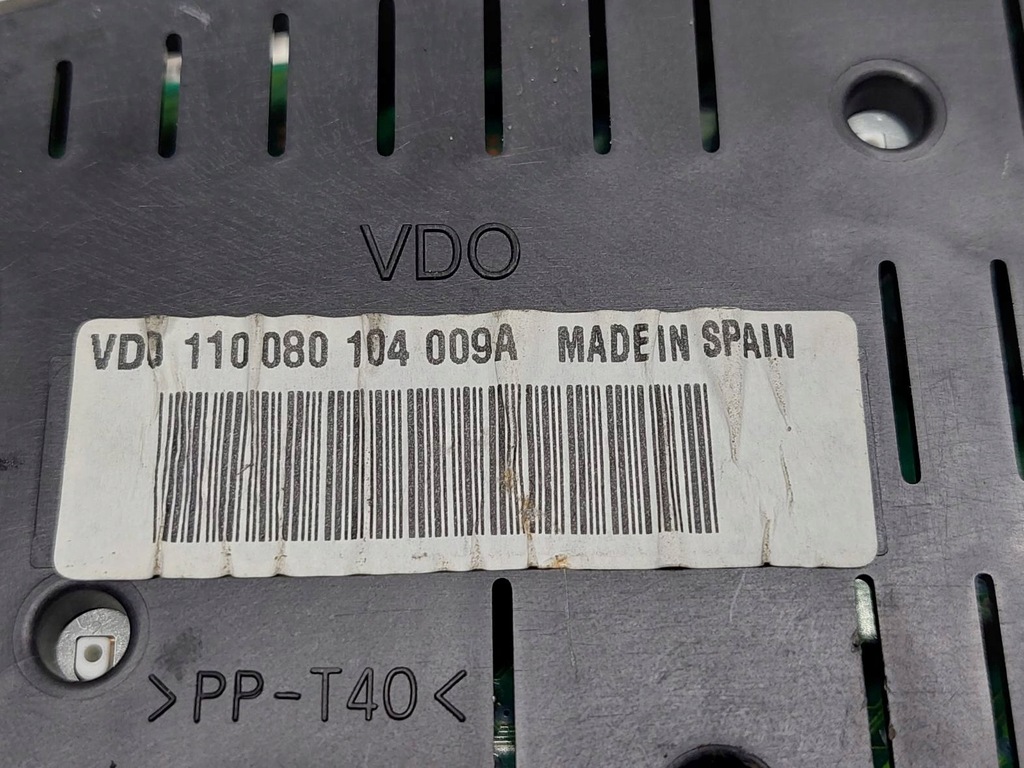 VDO
VDO 110 080 104 009A MADE IN SPAIN
>PP-T40<